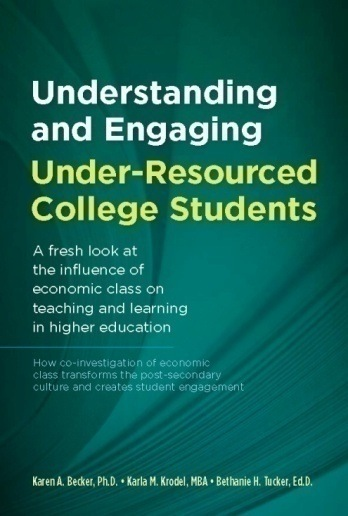 Understanding
and Engaging
Under-Resourced
College Students
A fresh look at
the influence of
economic class on
teaching and learning
in higher education
How co-investigation of economic
class transforms the post-secondary
culture and creates student engagement
Karen A. Becker, Ph.D. • Karla M. Krodel, MBA • Bethanie H. Tucker, Ed.D.